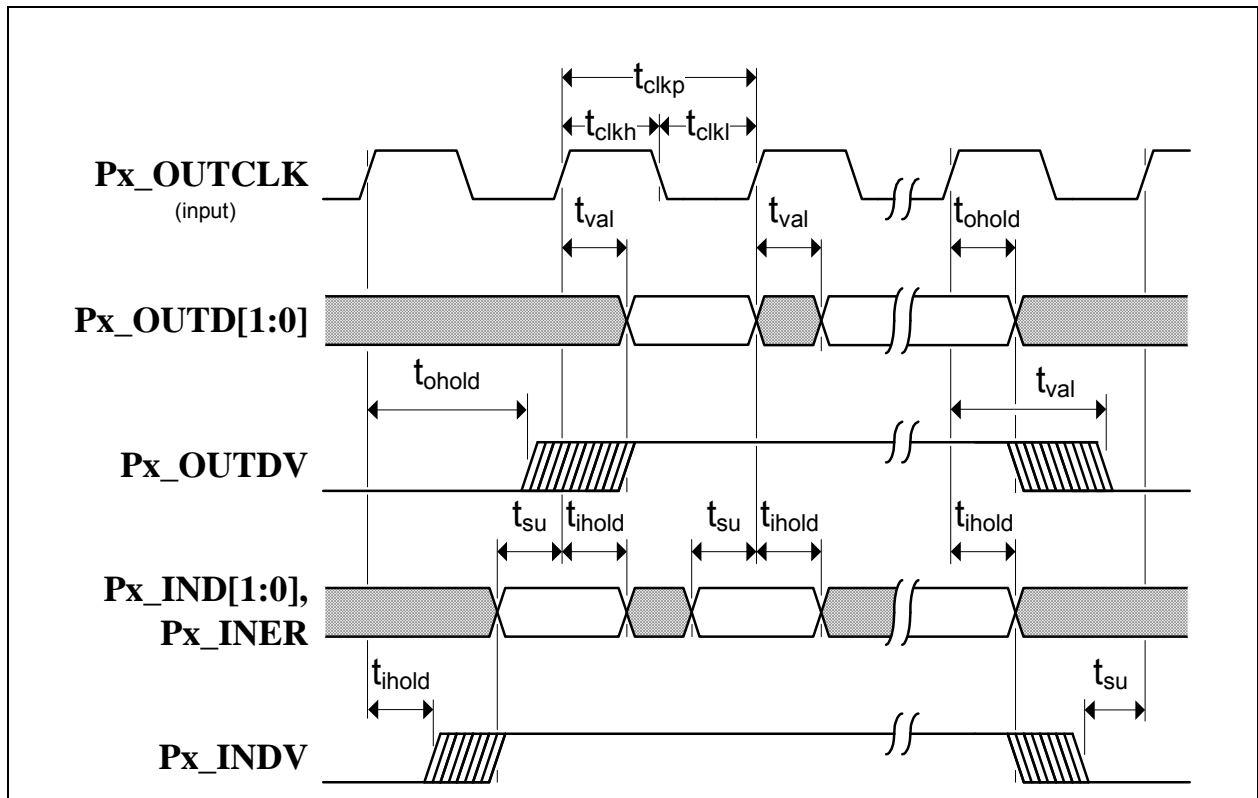 tclkp
tclkh tclkl
Px_OUTCLK
(input)
tval tval tohold
Px_OUTD[1:0]
tohold tval
Px_OUTDV
tsu tihold tsu tihold tihold
Px_IND[1:0],
Px_INER
tihold tsu
Px_INDV